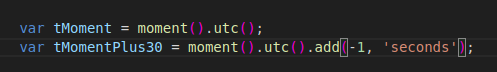 var tMoment = moment().utc();
var tMomentPlus30 = moment().utc().add(-1, 'seconds');